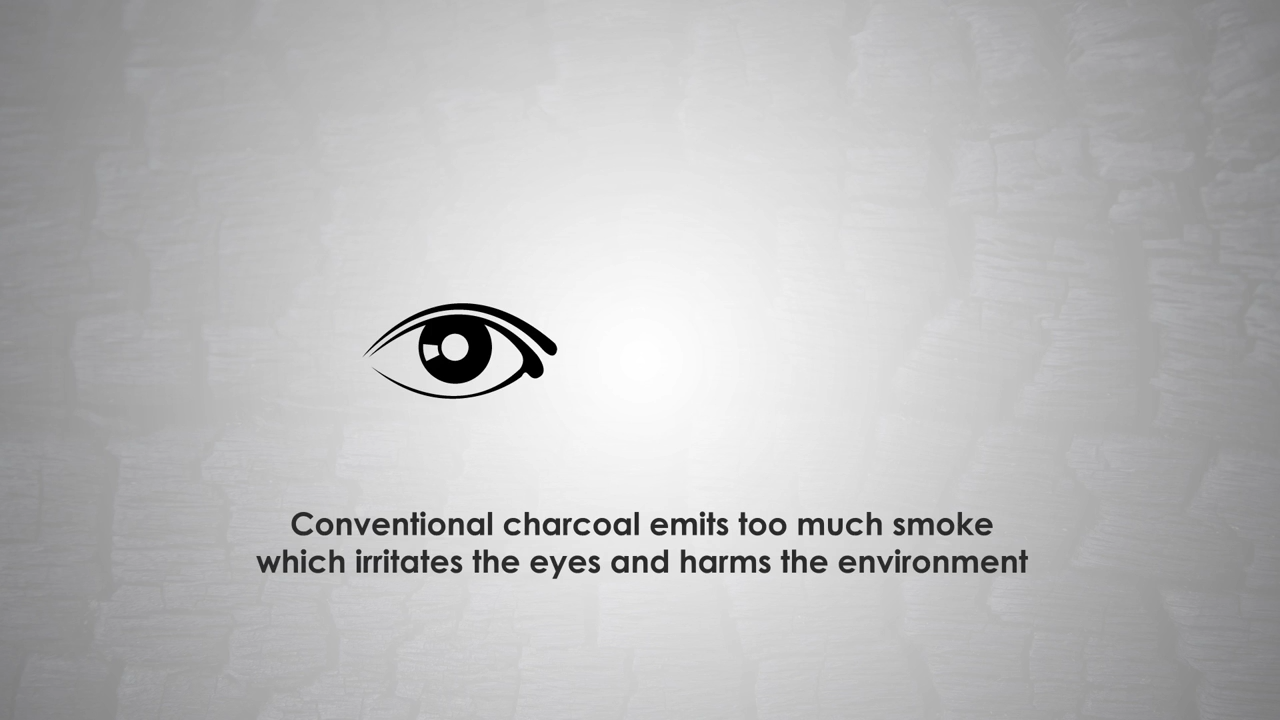 Conventional charcoal emits too much smoke
which irritates the eyes and harms the environment